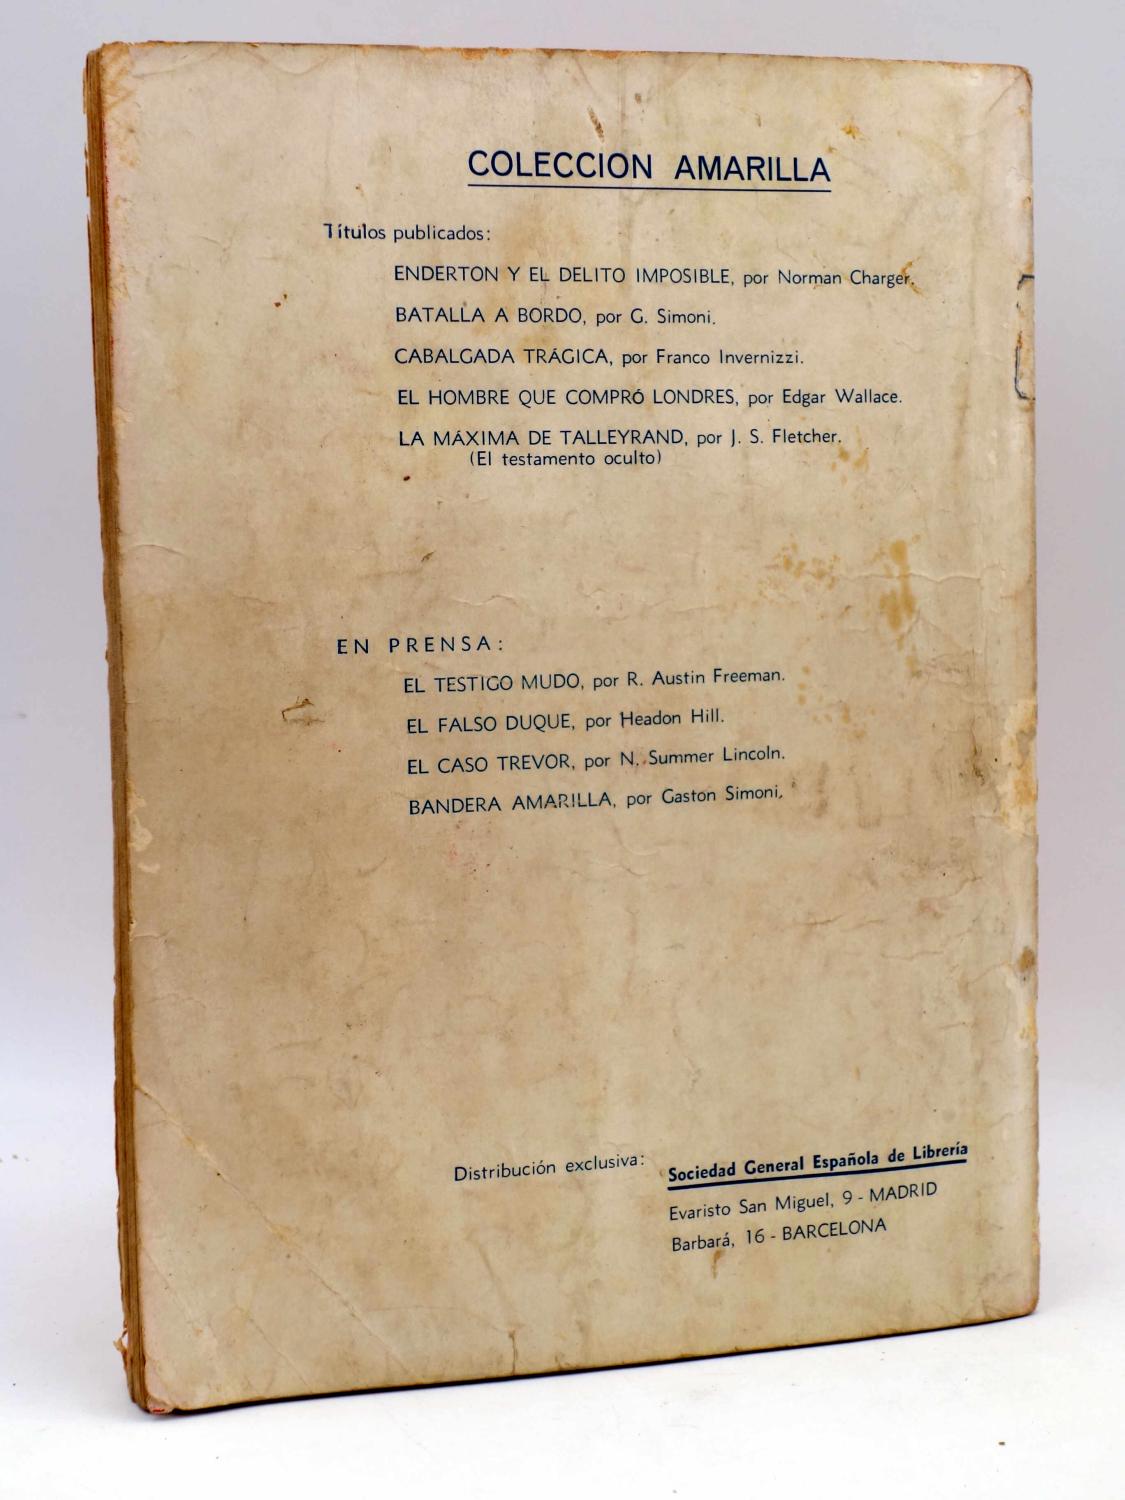 COLECCION AMARILLA
Títulos publicados:
ENDERTON Y EL DELITO IMPOSIBLE, por Norman Charger.
BATALLA A BORDO, por G. Simoni.
CABALGADA TRÁGICA, por Franco Invernizzi.
EL HOMBRE QUE COMPRÓ LONDRES, por Edgar Wallace.
LA MÁXIMA DE TALLEYRAND, por J. S. Fletcher.
(El testamento oculto)
EN PRENSA:
EL TESTIGO MUDO, por R. Austin Freeman.
EL FALSO DUQUE, por Headon Hill.
EL CASO TREVOR, por N. Summer Lincoln.
BANDERA AMARILLA, por Gaston Simoni.
Distribución exclusiva: Sociedad General Española de Librería
Evaristo San Miguel, 9 - MADRID
Barbará, 16 - BARCELONA